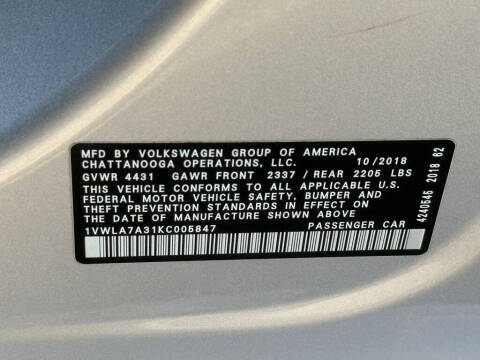 MFD BY VOLKSWAGEN GROUP OF AMERICA
CHATTANOOGA OPERATIONS, LLC. 10/2018
GVWR 4431 GAWR FRONT 2337 / REAR 2205 LBS
THIS VEHICLE CONFORMS TO ALL APPLICABLE U.S.
FEDERAL MOTOR VEHICLE SAFETY, BUMPER AND
THEFT PREVENTION STANDARDS IN EFFECT ON
THE DATE OF MANUFACTURE SHOWN ABOVE
1VWLA7A31KC005847 PASSENGER CAR
4240545 2018 62